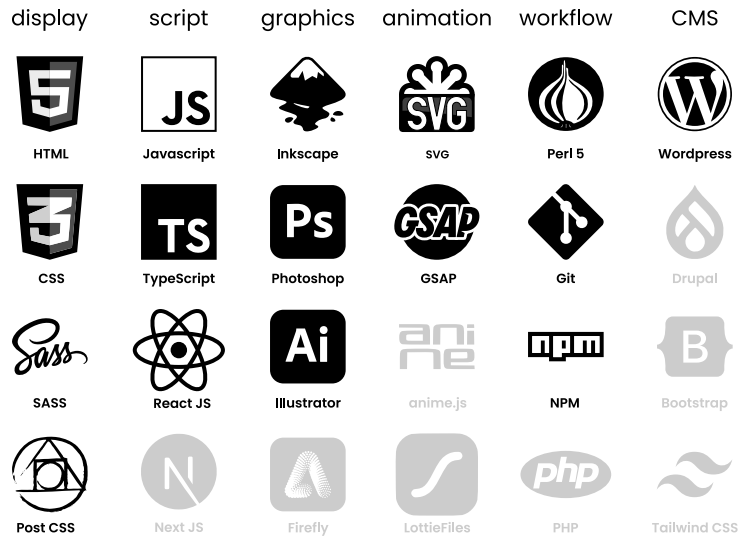 display script graphics animation workflow CMS
5 JS SVG W
HTML Javascript Inkscape SVG Perl 5 Wordpress
3 TS Ps GSAP
CSS TypeScript Photoshop GSAP Git Drupal
Sass Ai anime npm B
SASS React JS Illustrator anime.js NPM Bootstrap
N php
Post CSS Next JS Firefly LottieFiles PHP Tailwind CSS